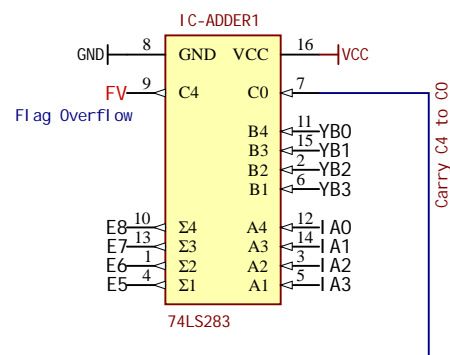 IC-ADDER1
GND 8 GND VCC 16 VCC
FV 9 C4 C0 7
Flag Overflow
B4 11 YB0
B3 15 YB1
B2 2 YB2
B1 6 YB3
E8 10 Σ4 A4 12 IA0
E7 13 Σ3 A3 14 IA1
E6 1 Σ2 A2 3 IA2
E5 4 Σ1 A1 5 IA3
74LS283
Carry C4 to C0